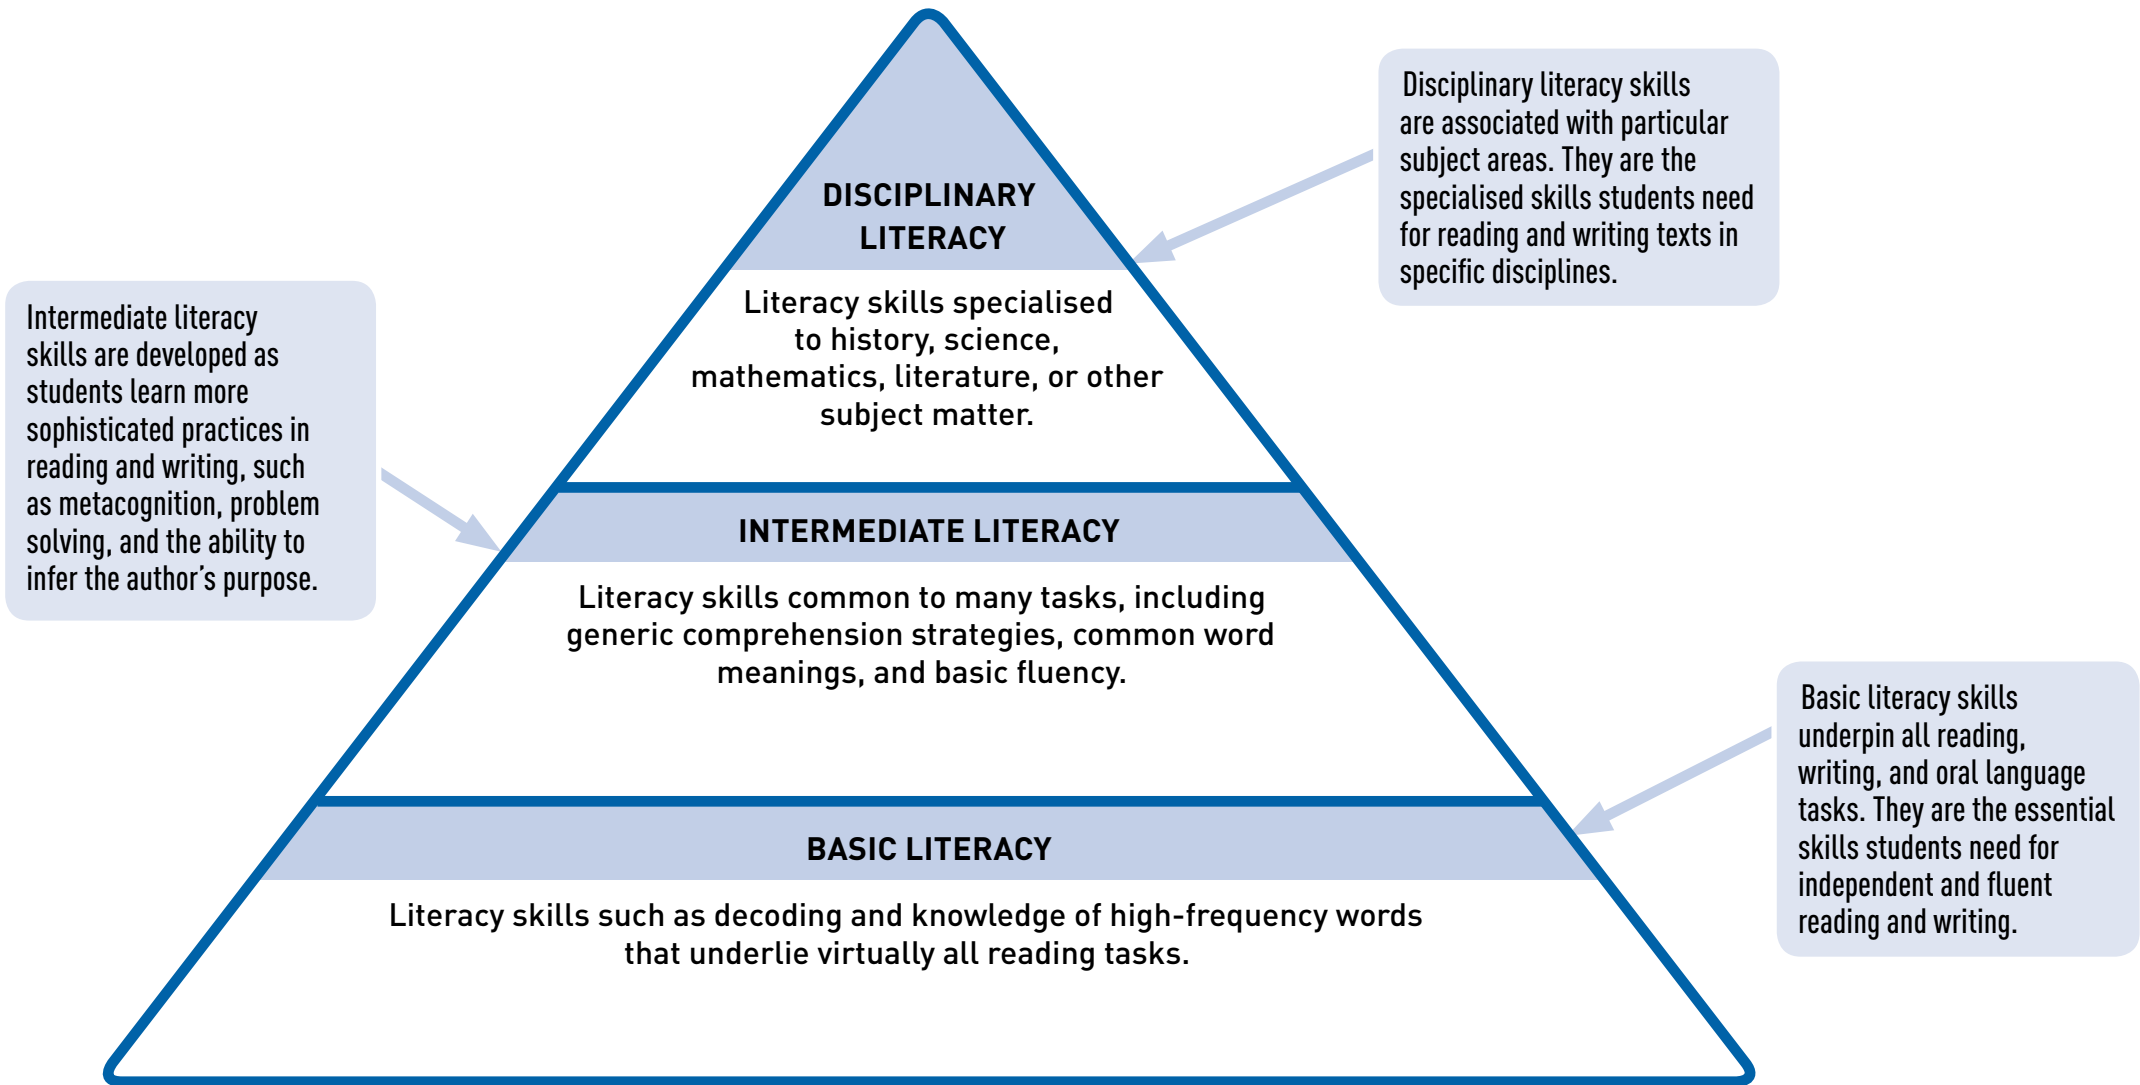 DISCIPLINARY
LITERACY
Literacy skills specialised
to history, science,
mathematics, literature, or other
subject matter.
Disciplinary literacy skills
are associated with particular
subject areas. They are the
specialised skills students need
for reading and writing texts in
specific disciplines.
Intermediate literacy
skills are developed as
students learn more
sophisticated practices in
reading and writing, such
as metacognition, problem
solving, and the ability to
infer the author’s purpose.
INTERMEDIATE LITERACY
Literacy skills common to many tasks, including
generic comprehension strategies, common word
meanings, and basic fluency.
BASIC LITERACY
Literacy skills such as decoding and knowledge of high-frequency words
that underlie virtually all reading tasks.
Basic literacy skills
underpin all reading,
writing, and oral language
tasks. They are the essential
skills students need for
independent and fluent
reading and writing.